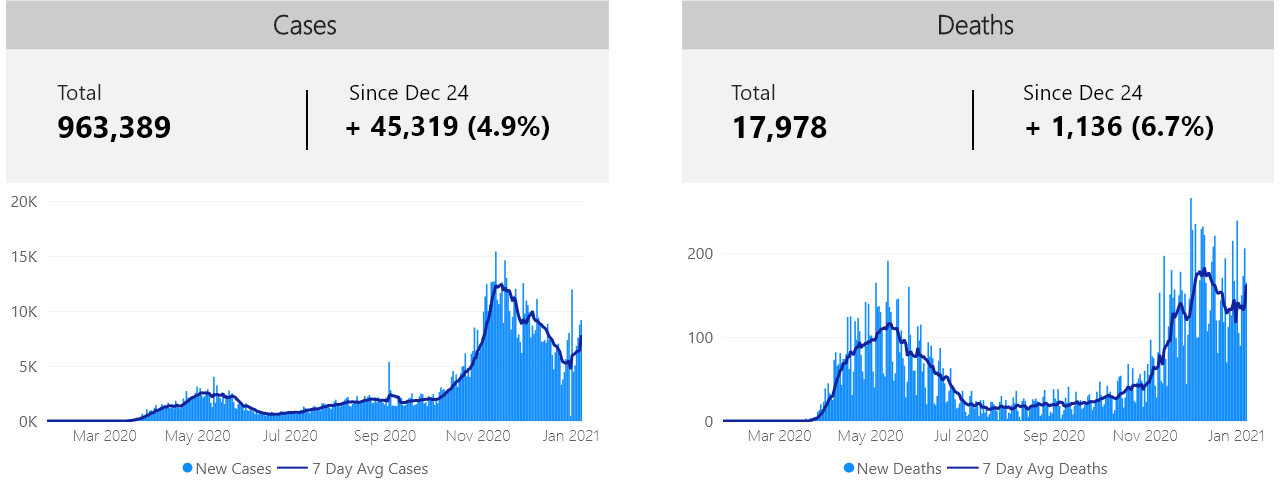 Cases
Total
Since Dec 24
963,389
+ 45,319 (4.9%)
20K
15K
10K
5K
0K
Mar 2020 May 2020 Jul 2020 Sep 2020 Nov 2020 Jan 2021
New Cases 7 Day Avg Cases
Deaths
Total
Since Dec 24
17,978
+ 1,136 (6.7%)
200
100
0
Mar 2020 May 2020 Jul 2020 Sep 2020 Nov 2020 Jan 2021
New Deaths 7 Day Avg Deaths